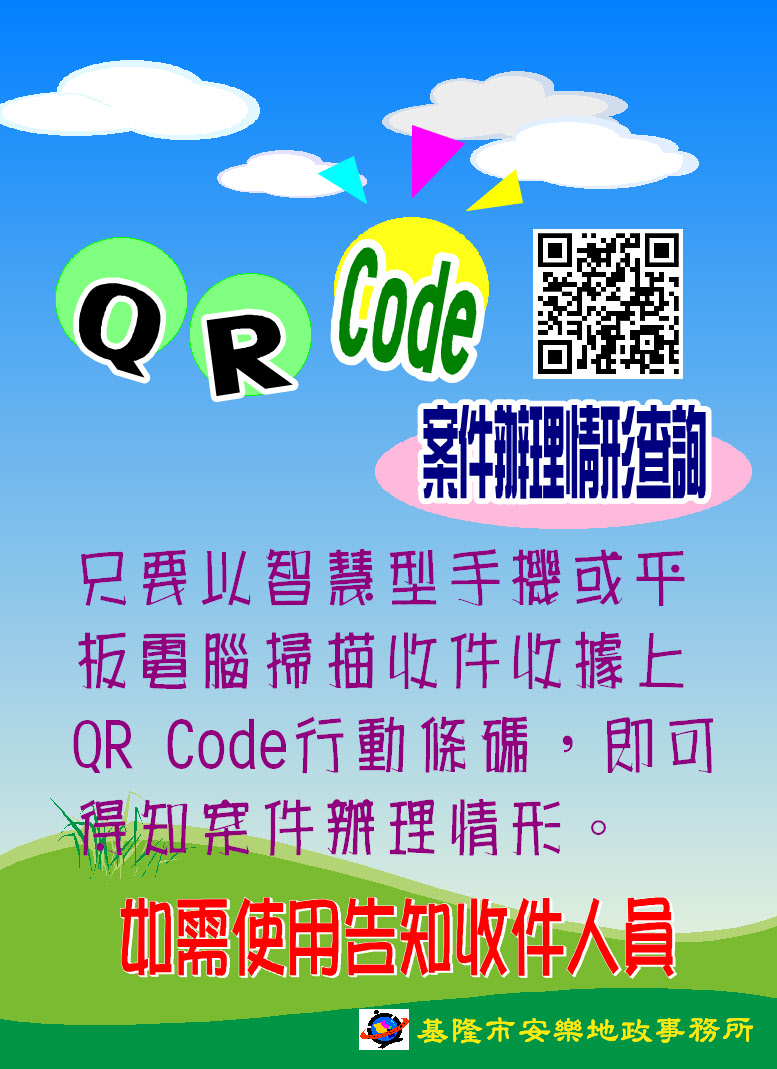 QR Code
案件辦理情形查詢
只要以智慧型手機或平
板電腦掃描收件收據上
QR Code行動條碼，即可
得知案件辦理情形。
如需使用告知收件人員
基隆市安樂地政事務所